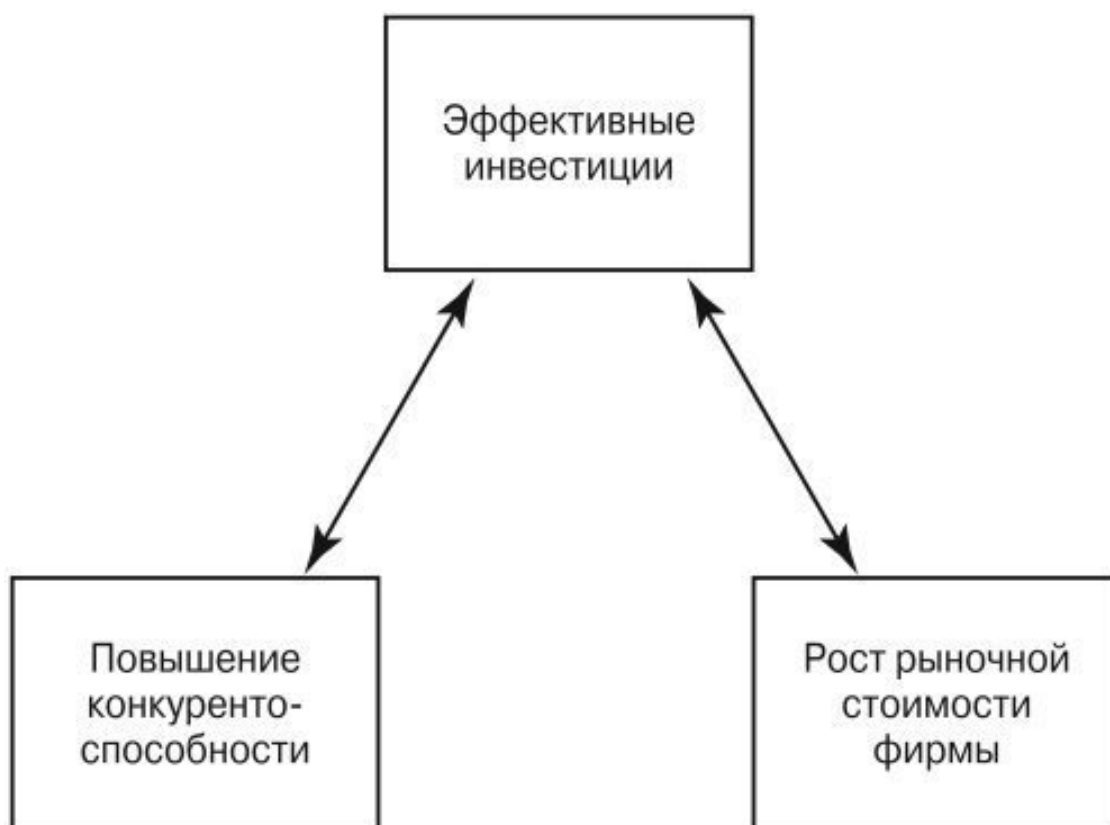 Эффективные
инвестиции
Повышение
конкуренто-
способности
Рост рыночной
стоимости
фирмы